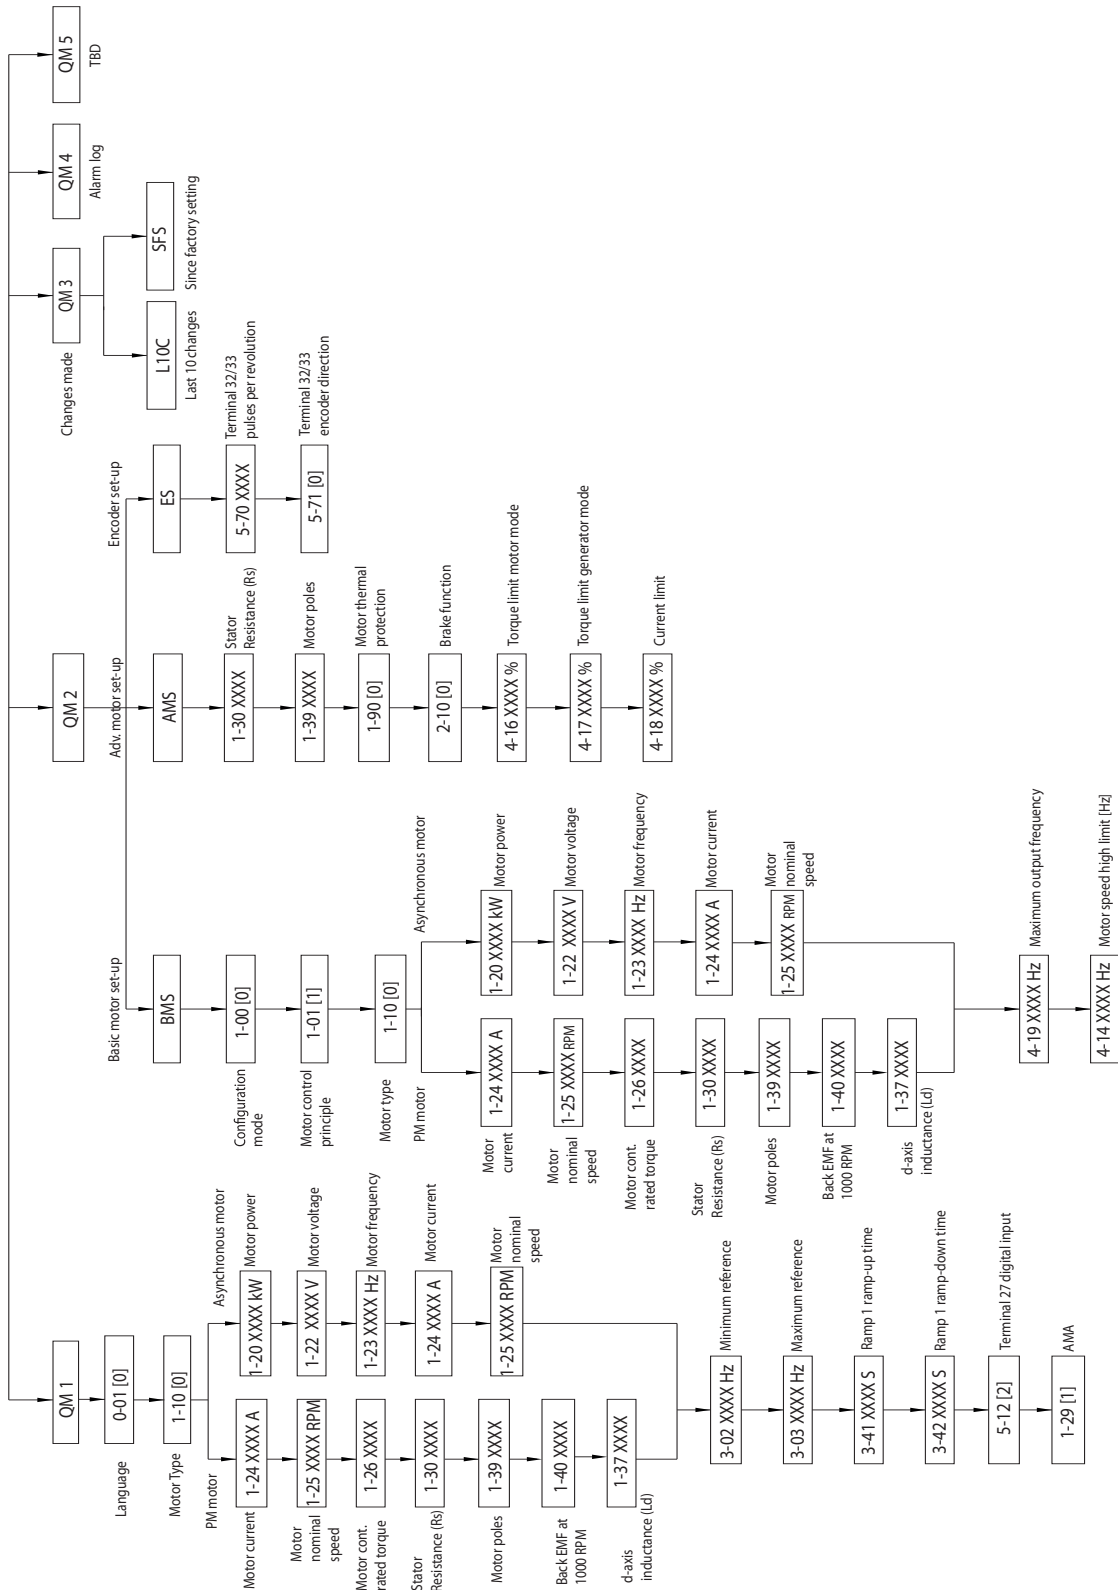 QM 1
0-01 [0]
Language
1-10 [0]
Motor Type
PM motor
1-24 XXXX A
Motor current
1-25 XXXX RPM
Motor
nominal
speed
1-26 XXXX
Motor cont.
rated torque
1-30 XXXX
Stator
Resistance (Rs)
1-39 XXXX
Motor poles
1-40 XXXX
Back EMF at
1000 RPM
1-37 XXXX
d-axis
inductance (Ld)
Asynchronous motor
1-20 XXXX kW
Motor power
1-22 XXXX V
Motor voltage
1-23 XXXX Hz
Motor frequency
1-24 XXXX A
Motor current
1-25 XXXX RPM
Motor
nominal
speed
3-02 XXXX Hz
Minimum reference
3-03 XXXX Hz
Maximum reference
3-41 XXXX S
Ramp 1 ramp-up time
3-42 XXXX S
Ramp 1 ramp-down time
5-12 [2]
Terminal 27 digital input
1-29 [1]
AMA
QM 2
Basic motor set-up
BMS
1-00 [0]
Configuration
mode
1-01 [1]
Motor control
principle
1-10 [0]
Motor type
PM motor
1-24 XXXX A
Motor
current
1-25 XXXX RPM
Motor
nominal
speed
1-26 XXXX
Motor cont.
rated torque
1-30 XXXX
Stator
Resistance (Rs)
1-39 XXXX
Motor poles
1-40 XXXX
Back EMF at
1000 RPM
1-37 XXXX
d-axis
inductance (Ld)
Asynchronous motor
1-20 XXXX kW
Motor power
1-22 XXXX V
Motor voltage
1-23 XXXX Hz
Motor frequency
1-24 XXXX A
Motor current
1-25 XXXX RPM
Motor
nominal
speed
4-19 XXXX Hz
Maximum output frequency
4-14 XXXX Hz
Motor speed high limit [Hz]
Adv. motor set-up
AMS
1-30 XXXX
Stator
Resistance (Rs)
1-39 XXXX
Motor poles
1-90 [0]
Motor thermal
protection
2-10 [0]
Brake function
4-16 XXXX %
Torque limit motor mode
4-17 XXXX %
Torque limit generator mode
4-18 XXXX %
Current limit
Encoder set-up
ES
5-70 XXXX
Terminal 32/33
pulses per revolution
5-71 [0]
Terminal 32/33
encoder direction
QM 3
Changes made
L10C
Last 10 changes
SFS
Since factory setting
QM 4
Alarm log
QM 5
TBD